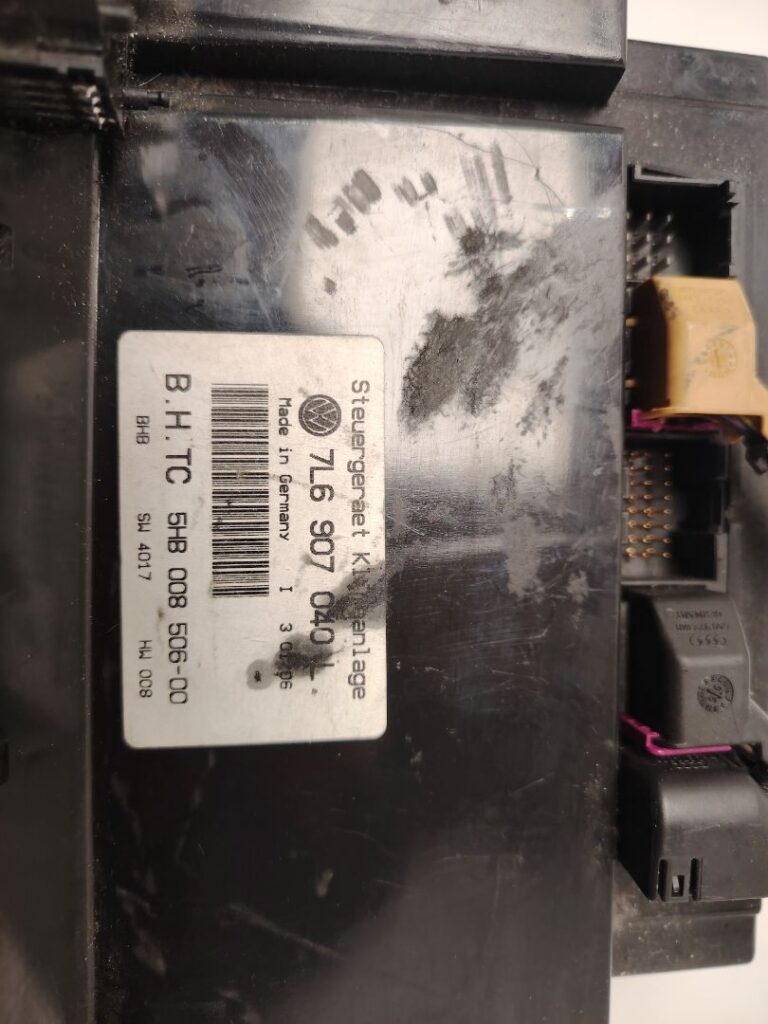 Steuergeraet Klimaanlage
7L6 907 040 L
Made in Germany I 3 01.06
B.H.TC 5HB 008 506-00
BHB SW 4017 HW 008